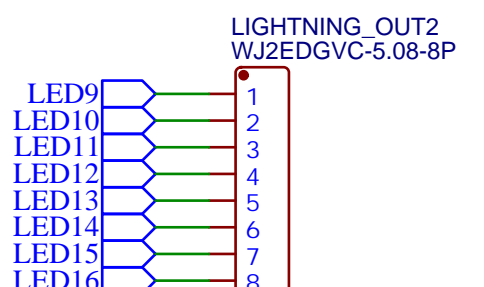 LIGHTNING_OUT2
WJ2EDGVC-5.08-8P
LED9 1
LED10 2
LED11 3
LED12 4
LED13 5
LED14 6
LED15 7
LED16 8